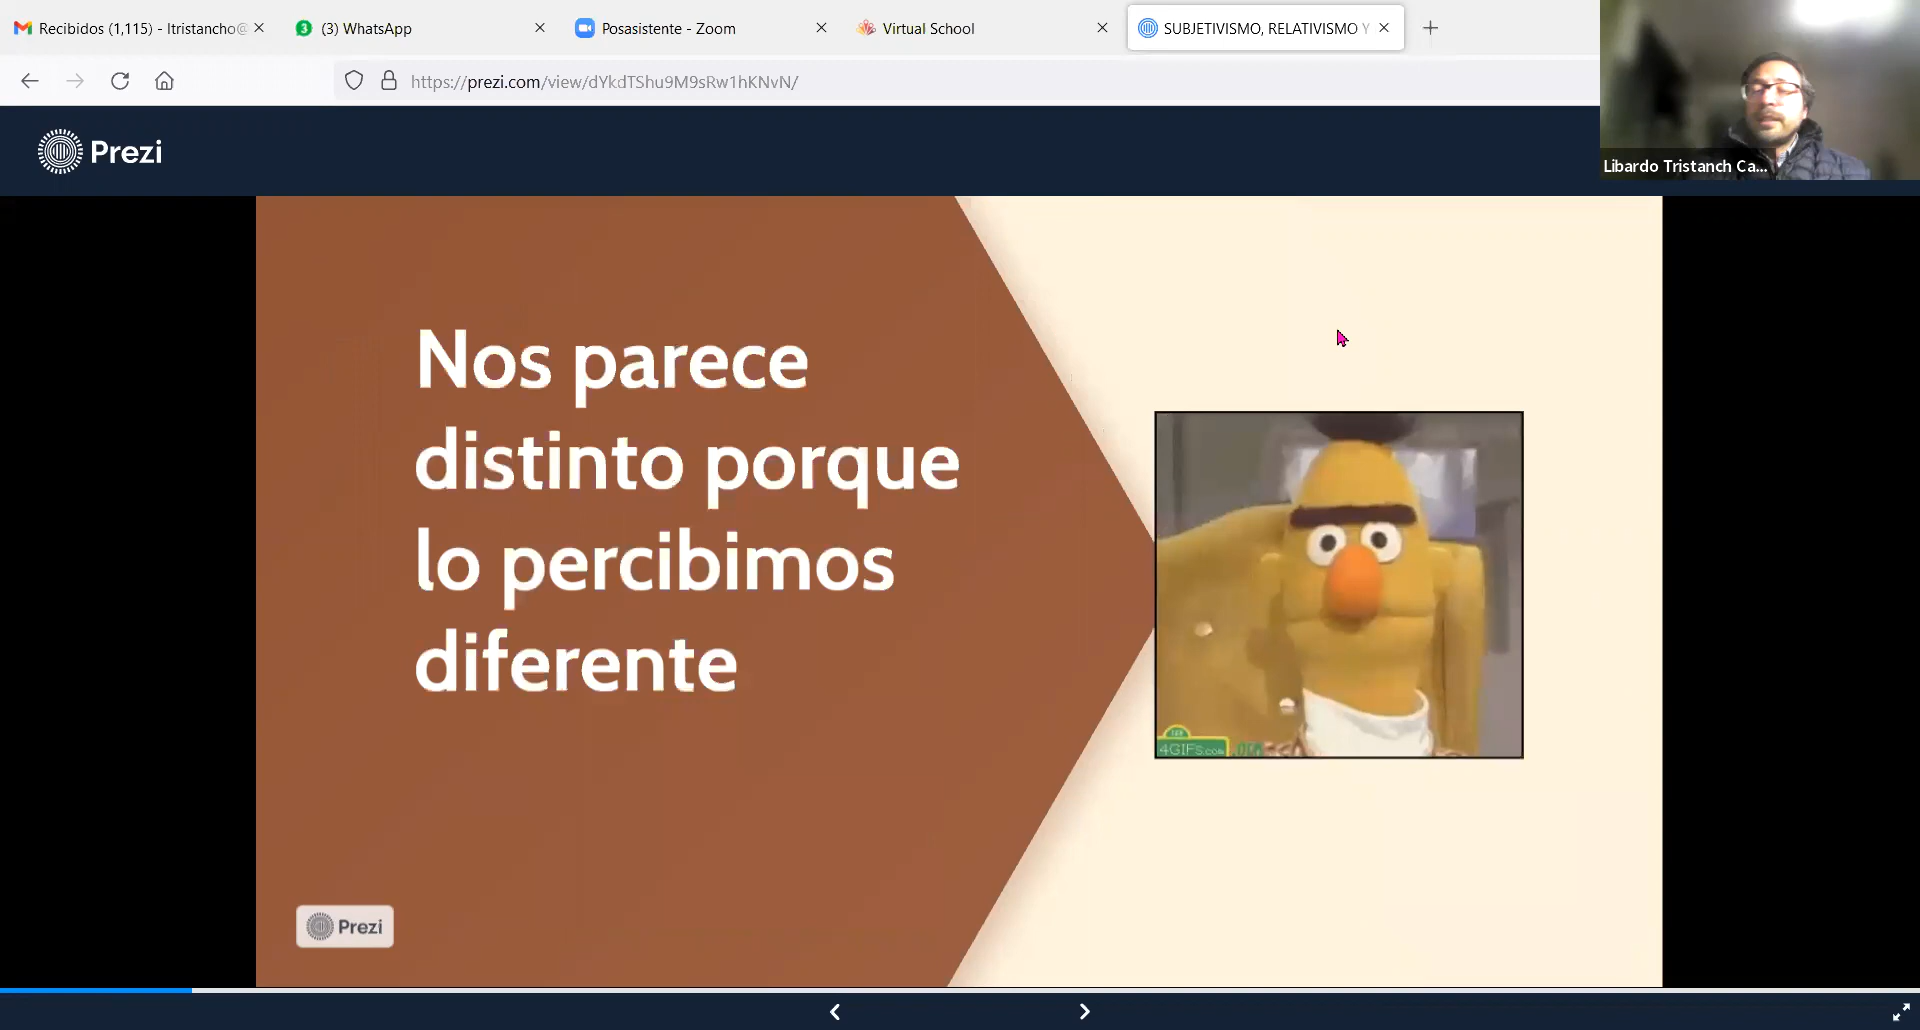 Recibidos (1,115) - ltristancho@
(3) WhatsApp
Posasistente - Zoom
Virtual School
SUBJETIVISMO, RELATIVISMO Y
https://prezi.com/view/dYkdTShu9M9sRw1hKNvN/
Prezi
Libardo Tristanch Ca...
Nos parece
distinto porque
lo percibimos
diferente
4GIFs.com
Prezi